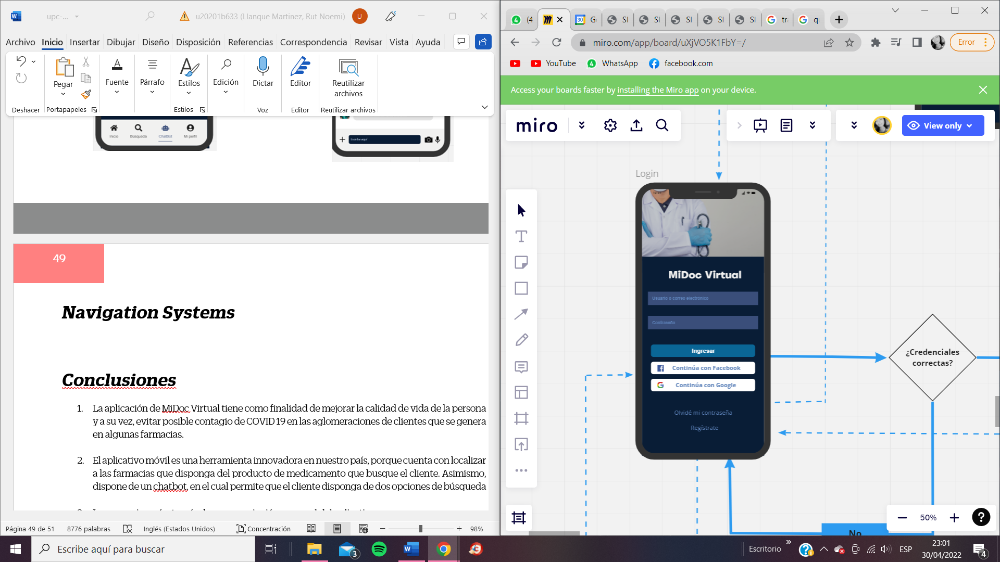 upc-...
u20201b633 (Llanque Martinez, Rut Noemi)
U
Archivo Inicio Insertar Dibujar Diseño Disposición Referencias Correspondencia Revisar Vista Ayuda
Pegar
Fuente
Párrafo
Estilos
Edición
Dictar
Editor
Reutilizar archivos
Deshacer
Portapapeles
Estilos
Voz
Editor
Reutilizar archivos
Inicio Búsqueda ChatBot Mi perfil
Escribe aquí
49
Navigation Systems
Conclusiones
1. La aplicación de MiDoc Virtual tiene como finalidad de mejorar la calidad de vida de la persona
y a su vez, evitar posible contagio de COVID 19 en las aglomeraciones de clientes que se genera
en algunas farmacias.
2. El aplicativo móvil es una herramienta innovadora en nuestro país, porque cuenta con localizar
a las farmacias que disponga del producto de medicamento que busque el cliente. Asimismo,
dispone de un chatbot, en el cual permite que el cliente disponga de dos opciones de búsqueda
Página 49 de 51 8776 palabras Inglés (Estados Unidos) Concentración 98%
(4
G
SI
SI
SI
SI
SI
tr
q
miro.com/app/board/uXjVO5K1FbY=/
Error
YouTube WhatsApp facebook.com
Access your boards faster by installing the Miro app on your device.
miro
View only
Login
MiDoc Virtual
Usuario o correo electrónico
Contraseña
Ingresar
Continúa con Facebook
Continúa con Google
Olvidé mi contraseña
Regístrate
¿Credenciales
correctas?
No
50%
?
Escribe aquí para buscar
3
Escritorio
ESP
23:01
30/04/2022
4